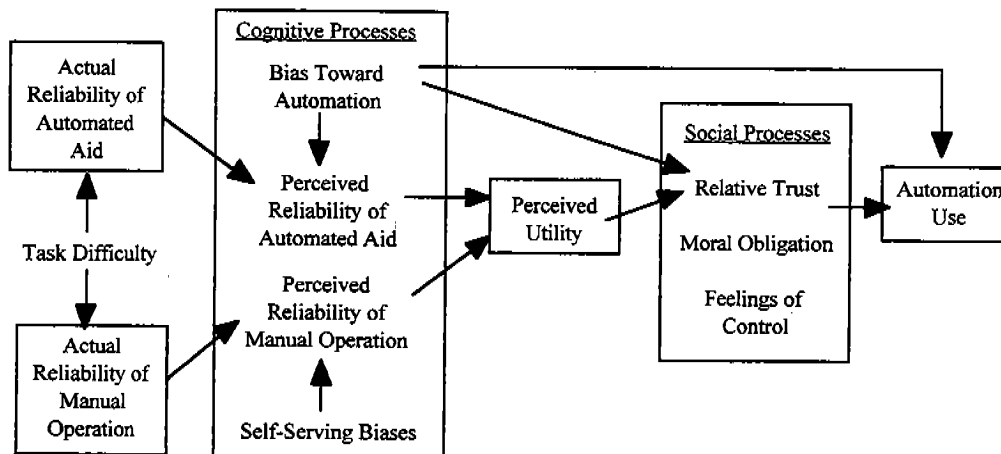 Actual
Reliability of
Automated
Aid
Task Difficulty
Actual
Reliability of
Manual
Operation
Cognitive Processes
Bias Toward
Automation
Perceived
Reliability of
Automated Aid
Perceived
Reliability of
Manual Operation
Self-Serving Biases
Perceived
Utility
Social Processes
Relative Trust
Moral Obligation
Feelings of
Control
Automation
Use